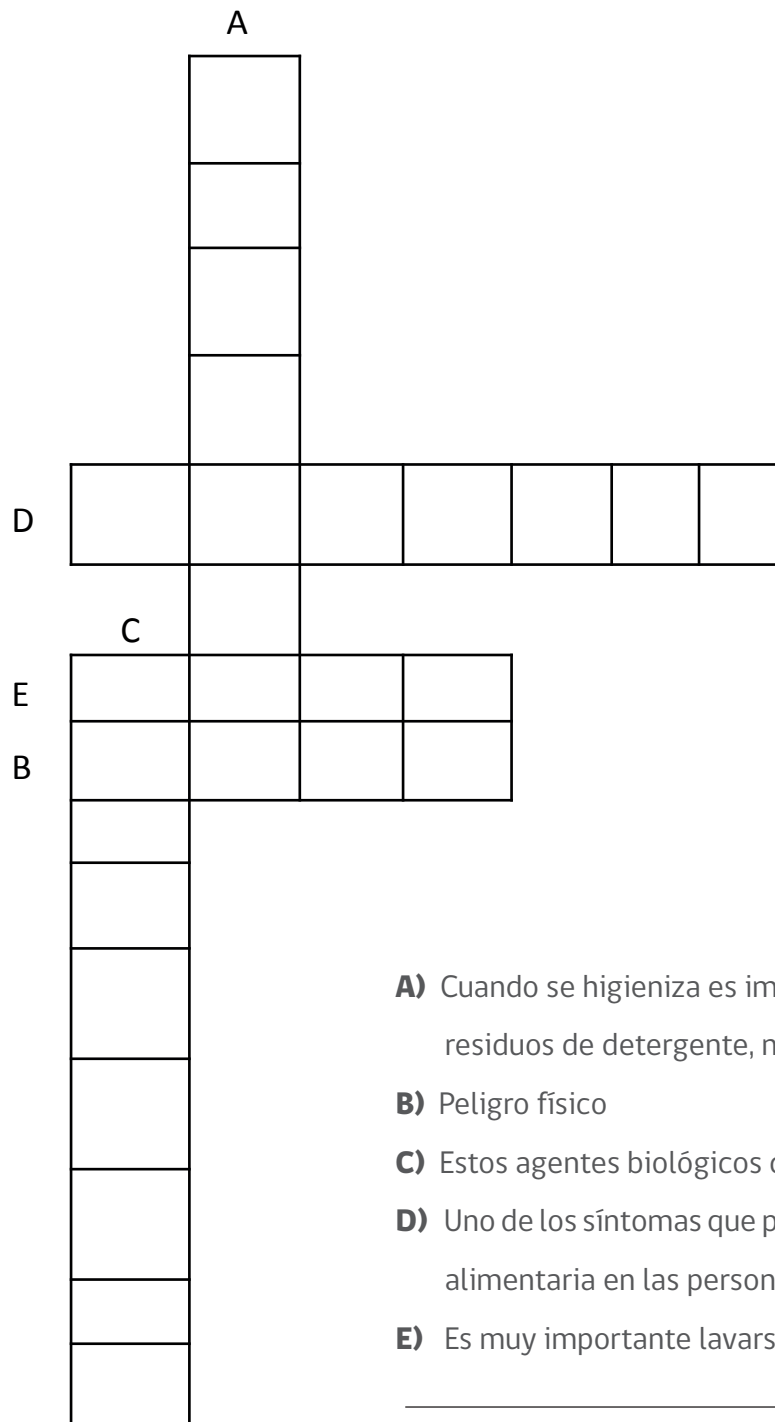 A
D
C
E
B
A) Cuando se higieniza es im
residuos de detergente, n
B) Peligro físico
C) Estos agentes biológicos
D) Uno de los síntomas que p
alimentaria en las person
E) Es muy importante lavars